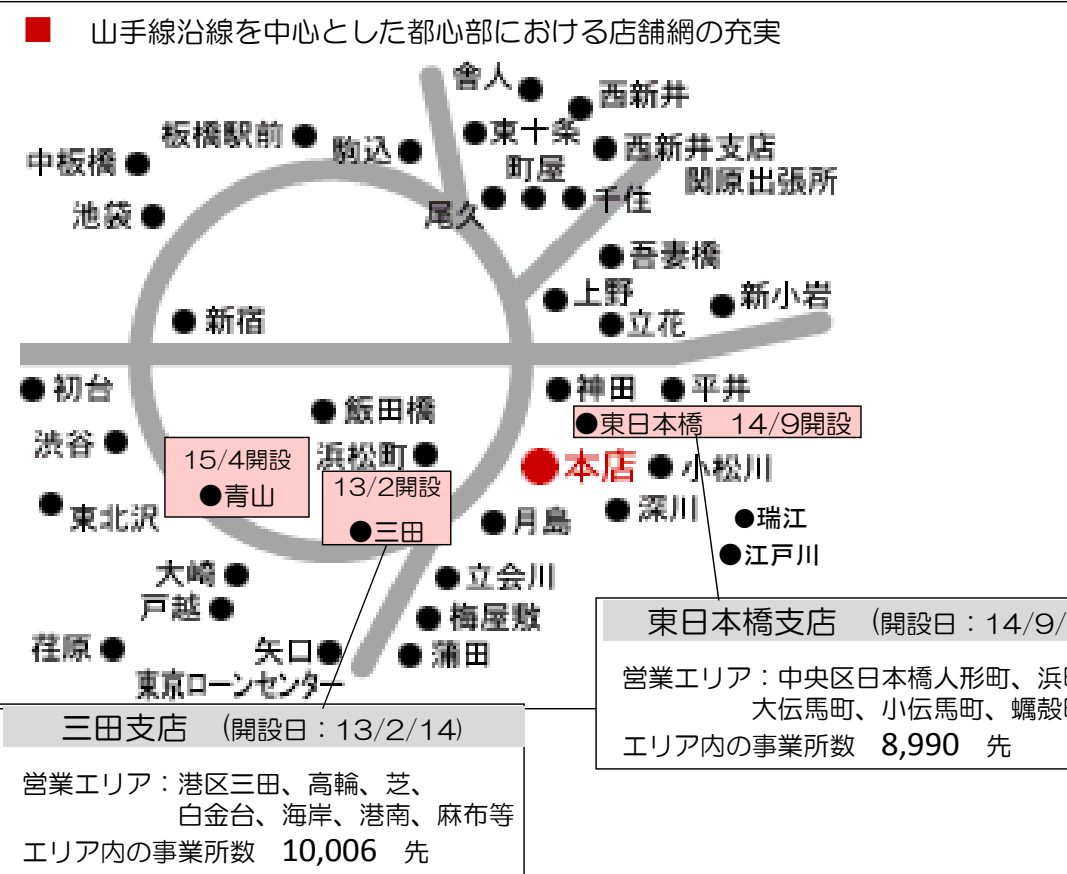 ■ 山手線沿線を中心とした都心部における店舗網の充実
舎人●
●西新井
板橋駅前●
駒込●
●東十条
●西新井支店
関原出張所
中板橋●
町屋
池袋●
尾久●
●
●千住
●吾妻橋
●上野
●新小岩
●新宿
●立花
●初台
●飯田橋
●神田
●平井
●東日本橋 14/9開設
渋谷●
15/4開設
●青山
浜松町●
●本店
●小松川
13/2開設
●三田
●東北沢
●月島
●深川
●瑞江
●江戸川
大崎●
●立会川
戸越●
●梅屋敷
荏原●
矢口●
●蒲田
東京ローンセンター
東日本橋支店 (開設日:14/9/
営業エリア:中央区日本橋人形町、浜
大伝馬町、小伝馬町、蠣殻
エリア内の事業所数 8,990 先
三田支店 (開設日:13/2/14)
営業エリア:港区三田、高輪、芝、
白金台、海岸、港南、麻布等
エリア内の事業所数 10,006 先